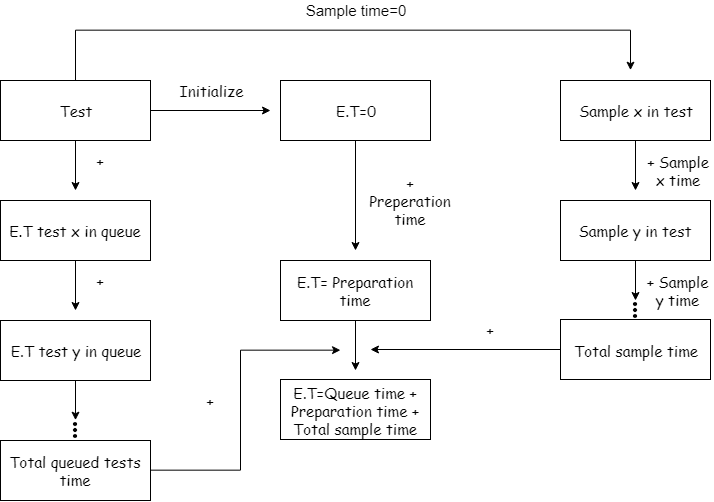 Sample time=0
Test
Initialize
E.T=0
Sample x in test
+
+ Sample
x time
+
Preperation
time
E.T test x in queue
Sample y in test
+
E.T= Preparation
time
+ Sample
y time
E.T test y in queue
+
Total sample time
+
E.T=Queue time +
Preparation time +
Total sample time
Total queued tests
time